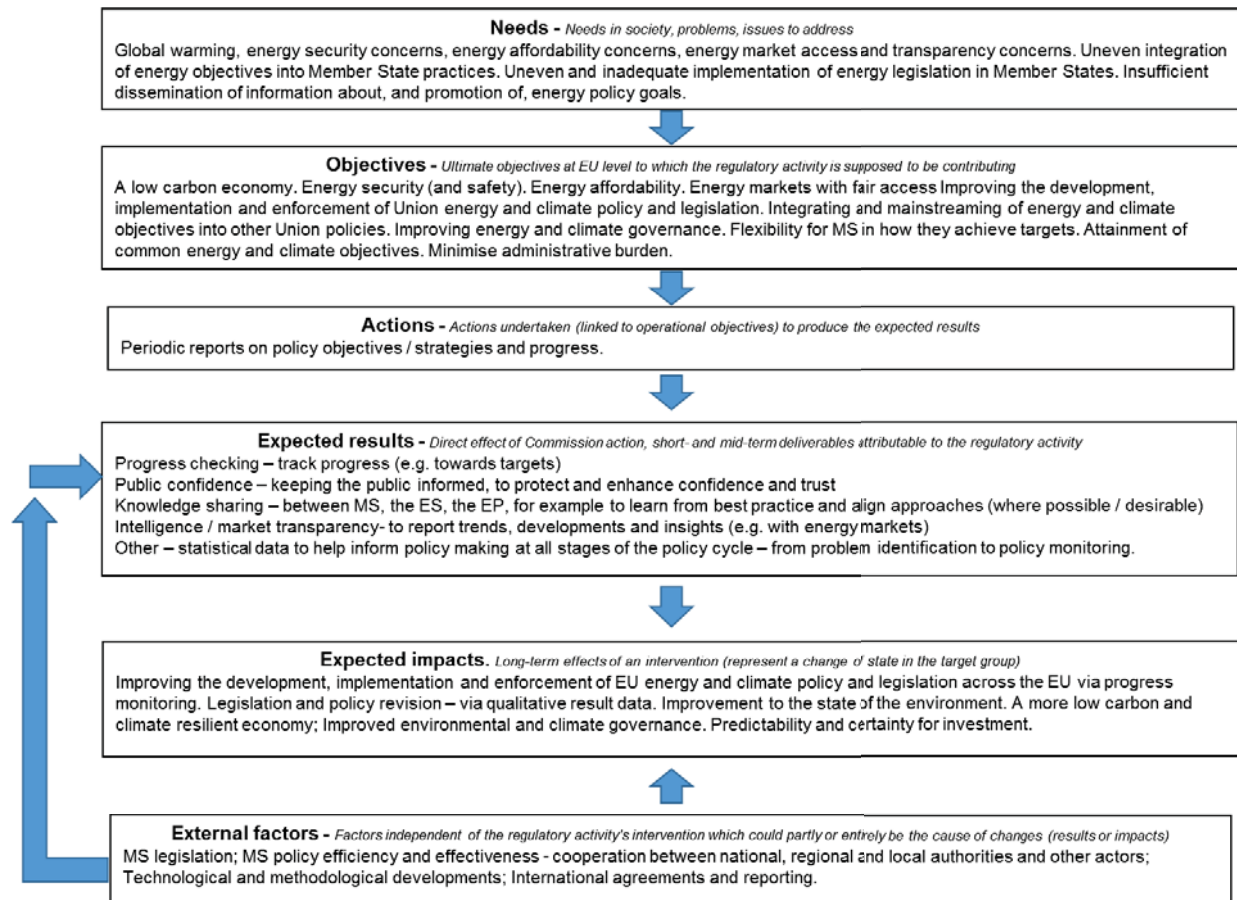 Needs - Needs in society, problems, issues to address
Global warming, energy security concerns, energy affordability concerns, energy market access and transparency concerns. Uneven integration
of energy objectives into Member State practices. Uneven and inadequate implementation of energy legislation in Member States. Insufficient
dissemination of information about, and promotion of, energy policy goals.
Objectives - Ultimate objectives at EU level to which the regulatory activity is supposed to be contributing
A low carbon economy. Energy security (and safety). Energy affordability. Energy markets with fair access Improving the development,
implementation and enforcement of Union energy and climate policy and legislation. Integrating and mainstreaming of energy and climate
objectives into other Union policies. Improving energy and climate governance. Flexibility for MS in how they achieve targets. Attainment of
common energy and climate objectives. Minimise administrative burden.
Actions - Actions undertaken (linked to operational objectives) to produce the expected results
Periodic reports on policy objectives / strategies and progress.
Expected results - Direct effect of Commission action, short- and mid-term deliverables attributable to the regulatory activity
Progress checking – track progress (e.g. towards targets)
Public confidence – keeping the public informed, to protect and enhance confidence and trust
Knowledge sharing – between MS, the ES, the EP, for example to learn from best practice and align approaches (where possible / desirable)
Intelligence / market transparency- to report trends, developments and insights (e.g. with energy markets)
Other – statistical data to help inform policy making at all stages of the policy cycle – from problem identification to policy monitoring.
Expected impacts. Long-term effects of an intervention (represent a change of state in the target group)
Improving the development, implementation and enforcement of EU energy and climate policy and legislation across the EU via progress
monitoring. Legislation and policy revision – via qualitative result data. Improvement to the state of the environment. A more low carbon and
climate resilient economy; Improved environmental and climate governance. Predictability and certainty for investment.
External factors - Factors independent of the regulatory activity's intervention which could partly or entirely be the cause of changes (results or impacts)
MS legislation; MS policy efficiency and effectiveness - cooperation between national, regional and local authorities and other actors;
Technological and methodological developments; International agreements and reporting.